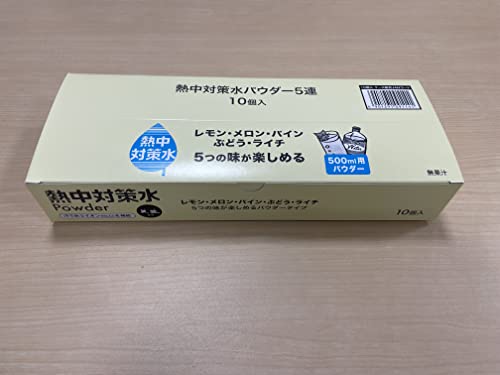 熱中対策水パウダー5連
10個入
熱中
対策水
レモン・メロン・パイン
ぶどう・ライチ
5つの味が楽しめる
500ml用
パウダー
無果汁
熱中対策水
Powder
レモン・メロン・パイン・ぶどう・ライチ
5つの味が楽しめるパウダータイプ
10個入